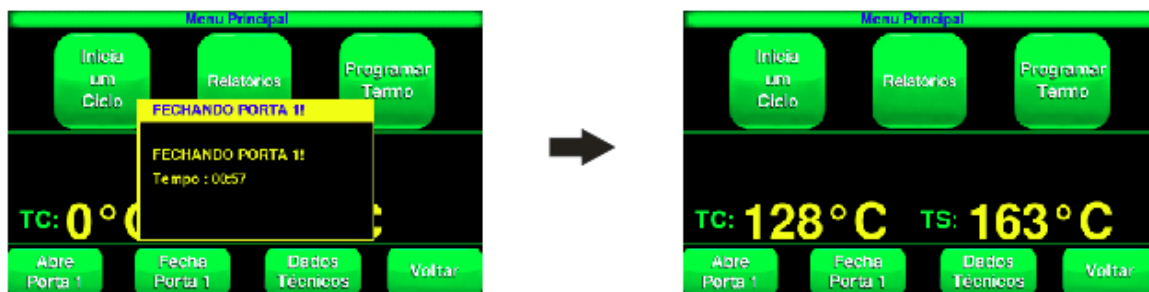 Menu Principal
Inicia
um
Ciclo
Relatórios
Programar
Termo
FECHANDO PORTA 1!
FECHANDO PORTA 1!
Tempo : 00:57
TC: 0°C
Abre
Porta 1
Fecha
Porta 1
Dados
Técnicos
Voltar
Menu Principal
Inicia
um
Ciclo
Relatórios
Programar
Termo
TC: 128°C TS: 163°C
Abre
Porta 1
Fecha
Porta 1
Dados
Técnicos
Voltar